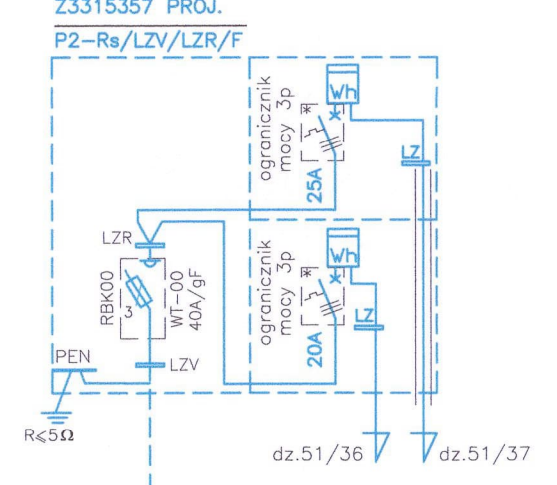 Z3315357 PROJ.
P2-Rs/LZV/LZR/F
ogranicznik
mocy 3p
*
Wh
25A
LZ
LZR
RBK00
3
WT-00
40A/gF
ogranicznik
mocy 3p
*
Wh
20A
LZ
PEN
LZV
R⩽5Ω
dz.51/36
dz.51/37